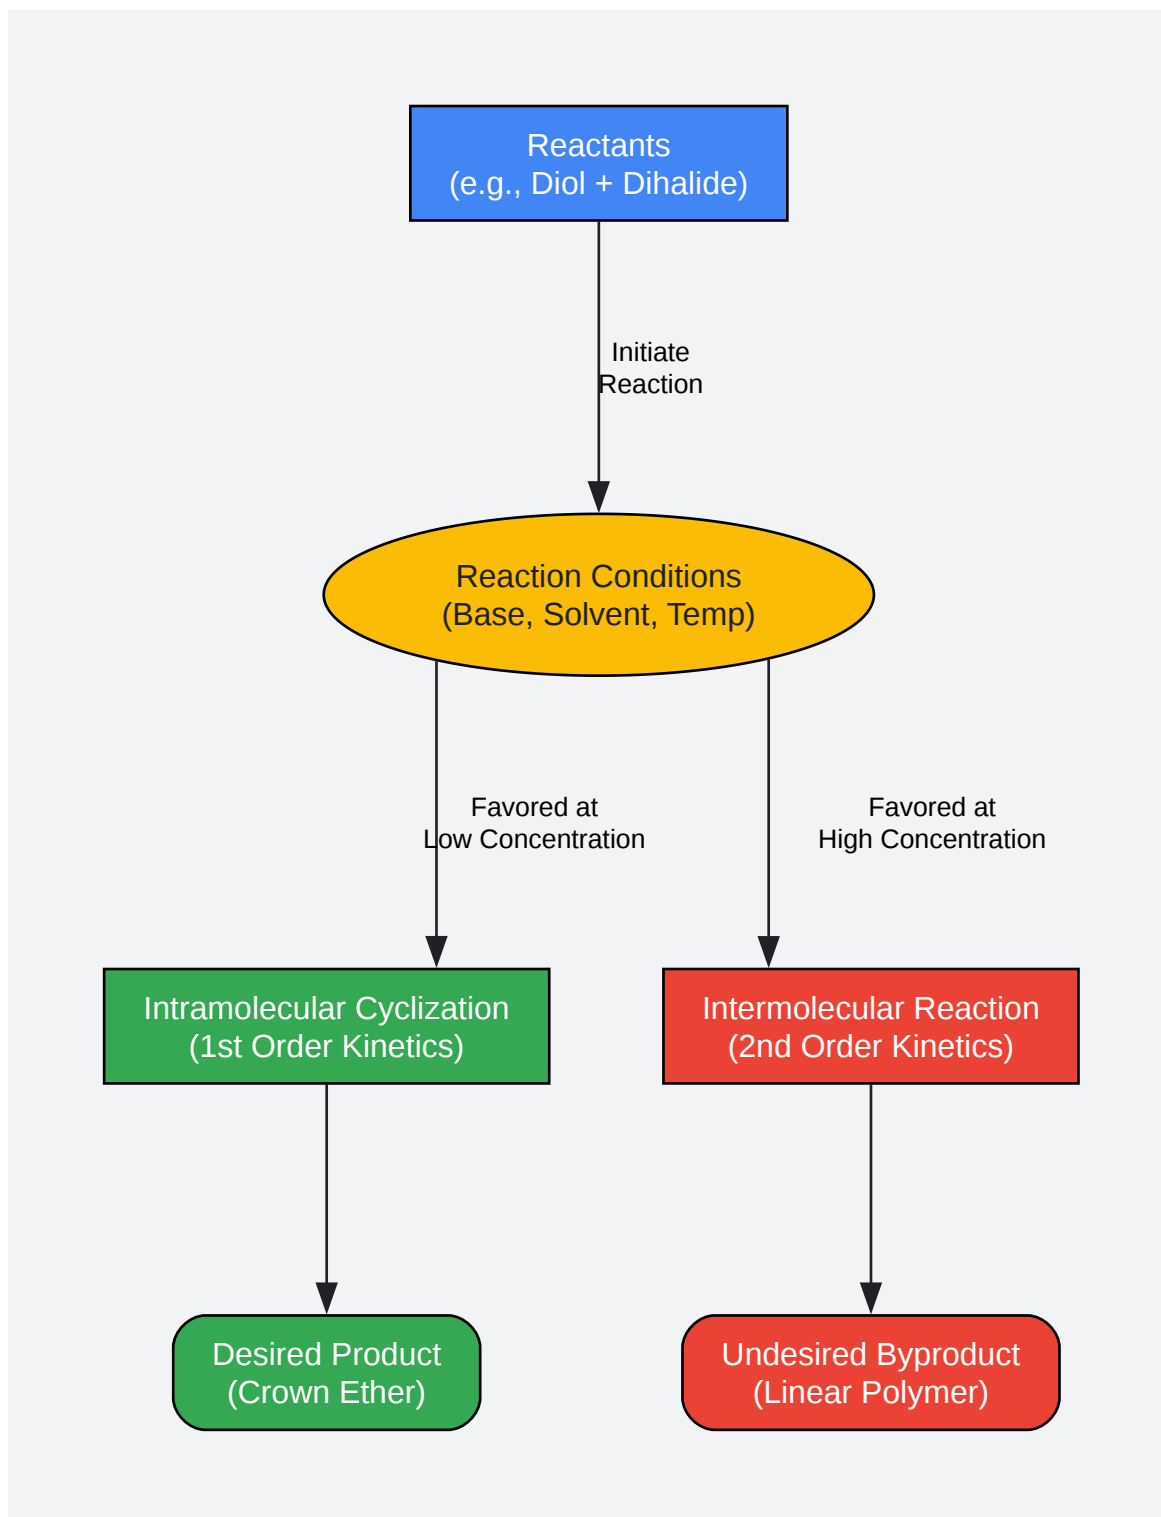 Reactants
(e.g., Diol + Dihalide)
Initiate
Reaction
Reaction Conditions
(Base, Solvent, Temp)
Favored at
Low Concentration
Favored at
High Concentration
Intramolecular Cyclization
(1st Order Kinetics)
Intermolecular Reaction
(2nd Order Kinetics)
Desired Product
(Crown Ether)
Undesired Byproduct
(Linear Polymer)